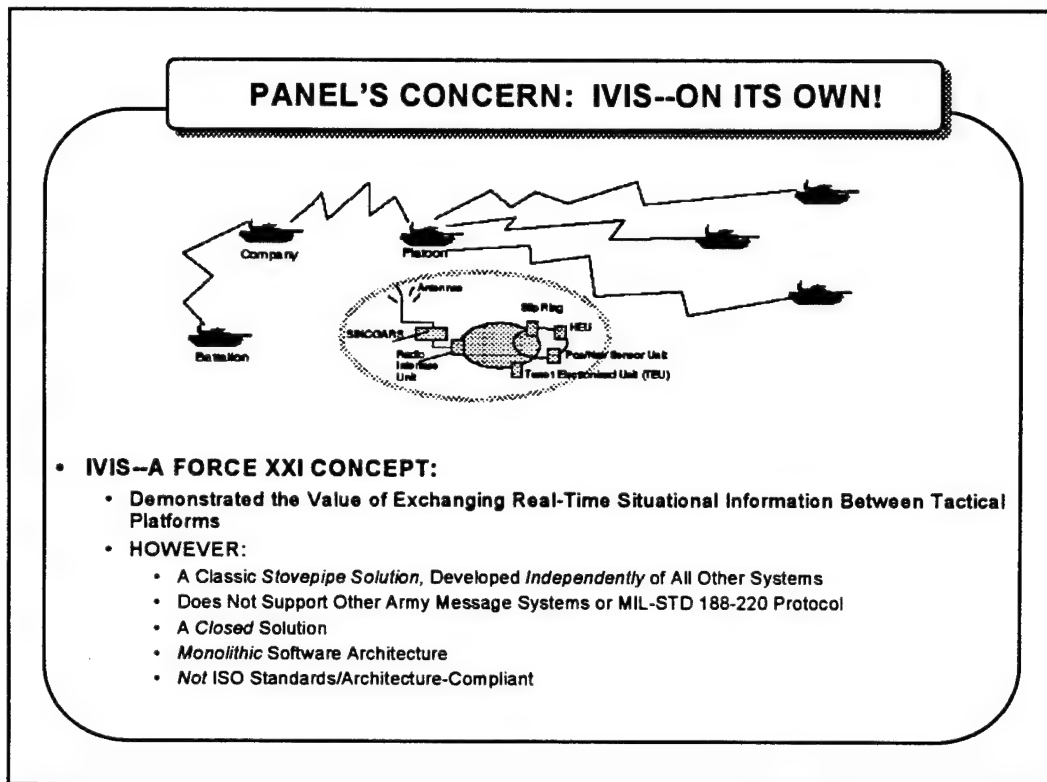 PANEL'S CONCERN: IVIS--ON ITS OWN!
Company
Platoon
Battalion
Antennae
Slip Ring
SINCGARS
HEU
Radio
Interface
Unit
Pos/Nav Sensor Unit
Unit (TEU)
• IVIS--A FORCE XXI CONCEPT:
• Demonstrated the Value of Exchanging Real-Time Situational Information Between Tactical
Platforms
• HOWEVER:
• A Classic Stovepipe Solution, Developed Independently of All Other Systems
• Does Not Support Other Army Message Systems or MIL-STD 188-220 Protocol
• A Closed Solution
• Monolithic Software Architecture
• Not ISO Standards/Architecture-Compliant